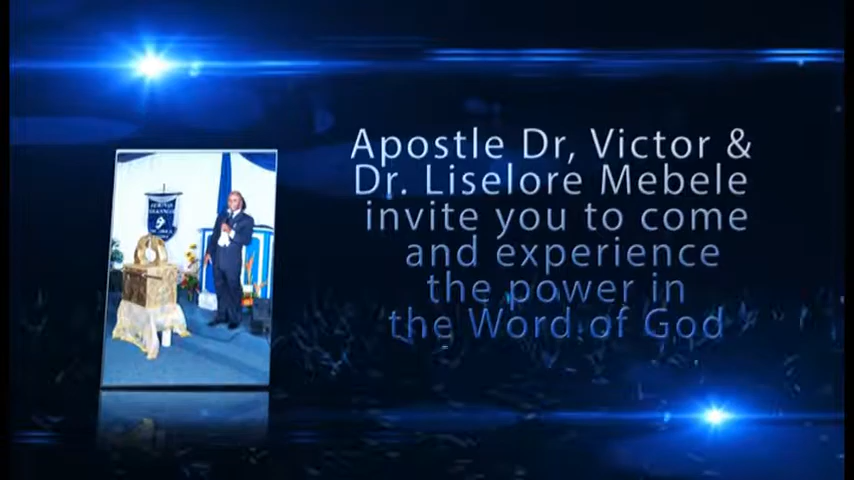 Apostle Dr, Victor &
Dr. Liselore Mebele
invite you to come
and experience
the power in
the Word of God